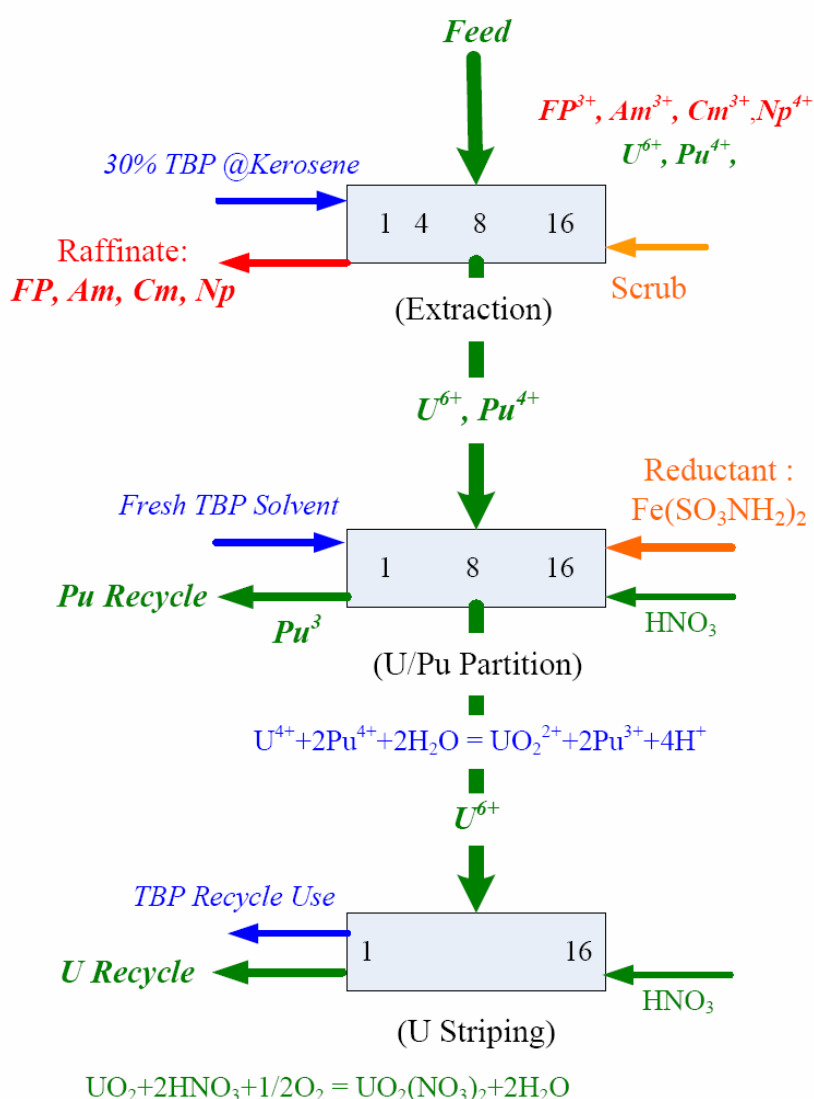 Feed
FP³⁺, Am³⁺, Cm³⁺,Np⁴⁺
U⁶⁺, Pu⁴⁺,
30% TBP @Kerosene
1 4 8 16
Raffinate:
FP, Am, Cm, Np
Scrub
(Extraction)
U⁶⁺, Pu⁴⁺
Reductant :
Fe(SO₃NH₂)₂
Fresh TBP Solvent
1 8 16
Pu Recycle
Pu³
HNO₃
(U/Pu Partition)
U⁴⁺+2Pu⁴⁺+2H₂O = UO₂²⁺+2Pu³⁺+4H⁺
U⁶⁺
TBP Recycle Use
1 16
U Recycle
HNO₃
(U Striping)
UO₂+2HNO₃+1/2O₂ = UO₂(NO₃)₂+2H₂O